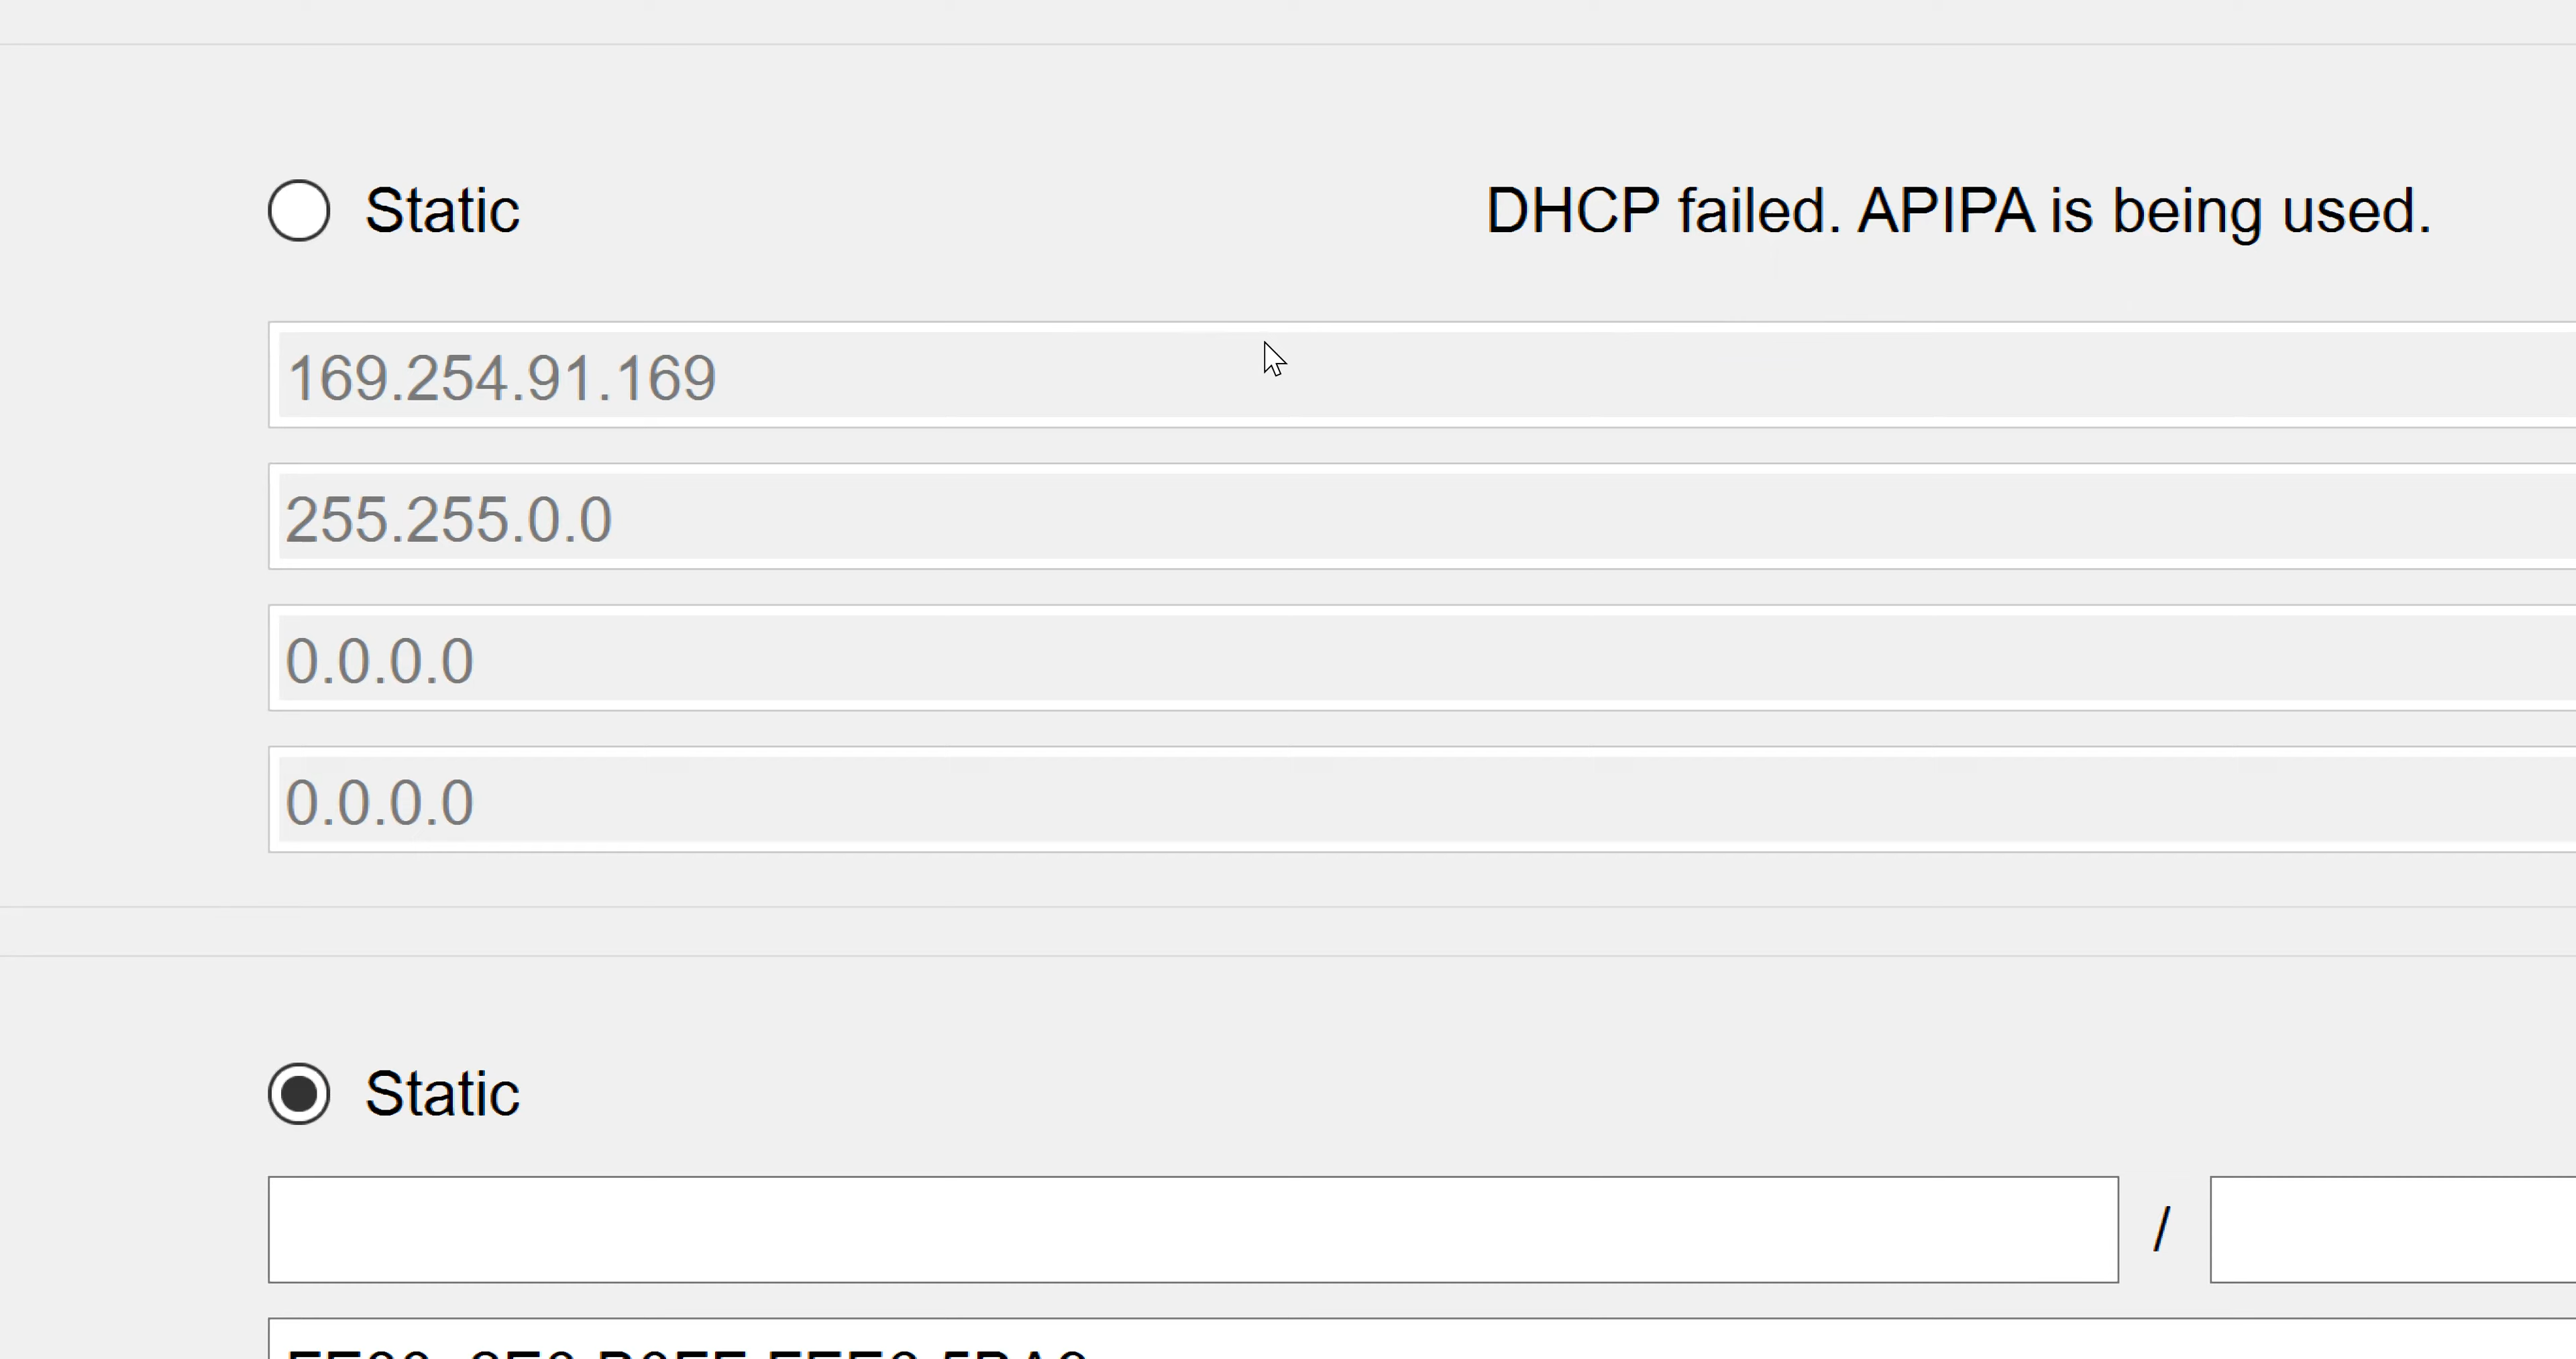 Static DHCP failed. APIPA is being used.
169.254.91.169
255.255.0.0
0.0.0.0
0.0.0.0
Static
/